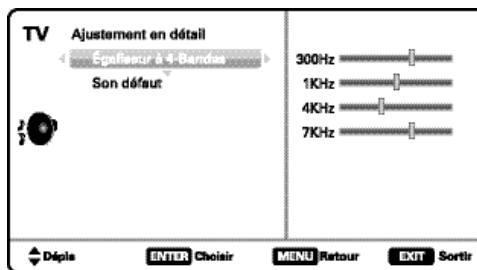 TV Ajustement en détail
Égaliseur à 4-Bandes
Son défaut
300Hz
1KHz
4KHz
7KHz
Dépla ENTER Choisir MENU Retour EXIT Sortir